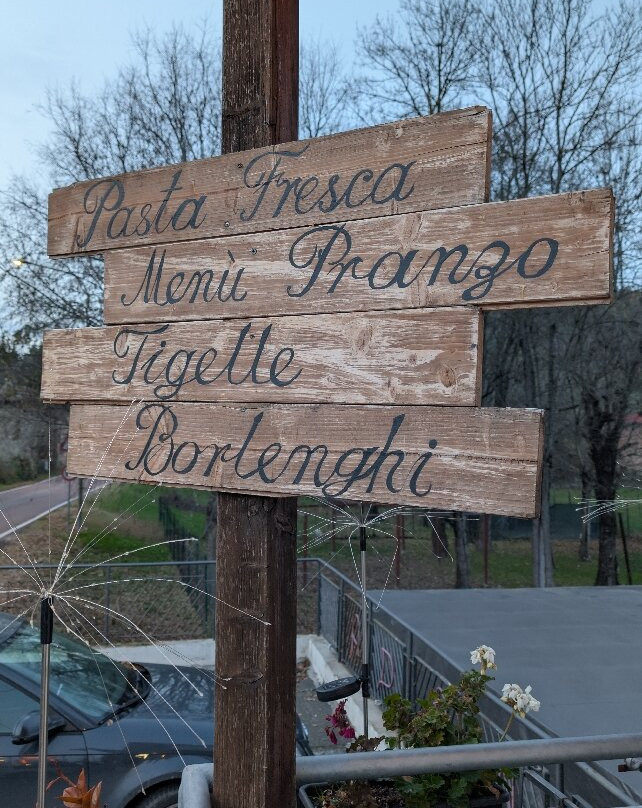 Pasta Fresca
Menù Pranzo
Tigelle
Borlenghi